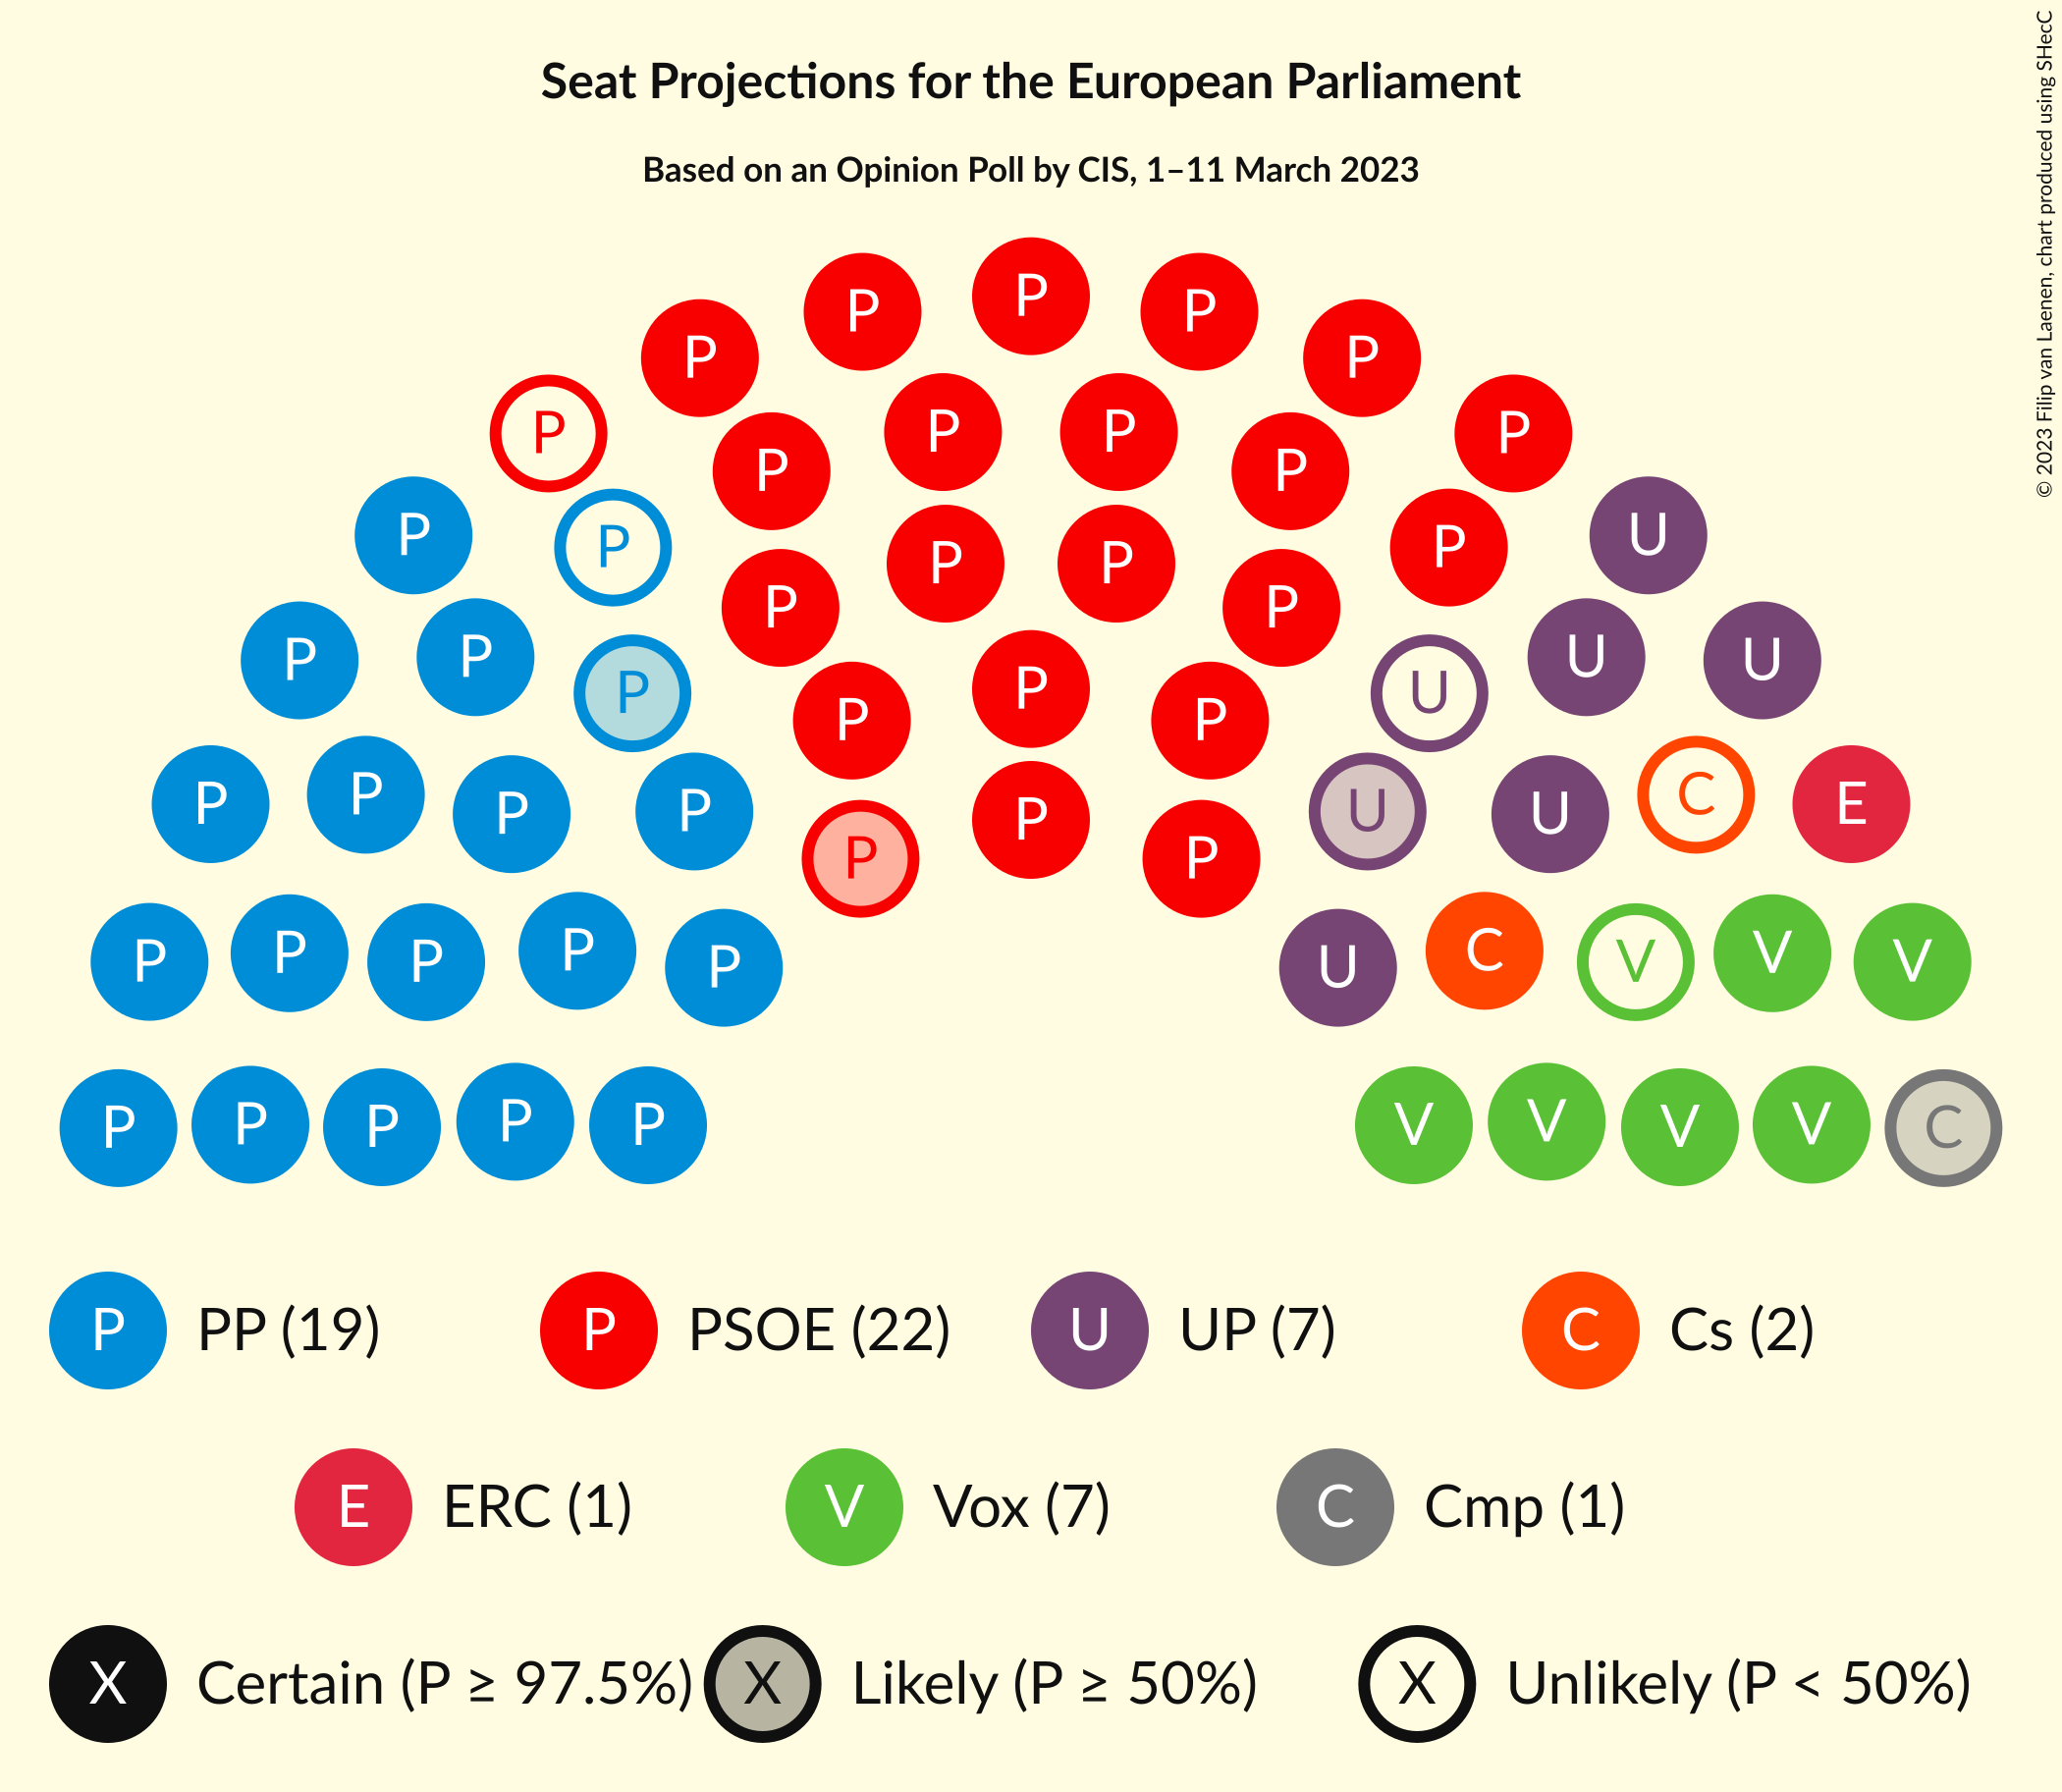 Seat Projections for the European Parliament
Based on an Opinion Poll by CIS, 1–11 March 2023
© 2023 Filip van Laenen, chart produced using SHecC
P
P P
P P
P P
P P P P
P P
P P P P
P U
P P P P
P P U U
P P P
P U
P P P P
P P P U U C E
P P P P P U C V V V
P P P P P V V V V C
P PP (19) P PSOE (22) U UP (7) C Cs (2)
E ERC (1) V Vox (7) C Cmp (1)
X Certain (P ≥ 97.5%) X Likely (P ≥ 50%) X Unlikely (P < 50%)